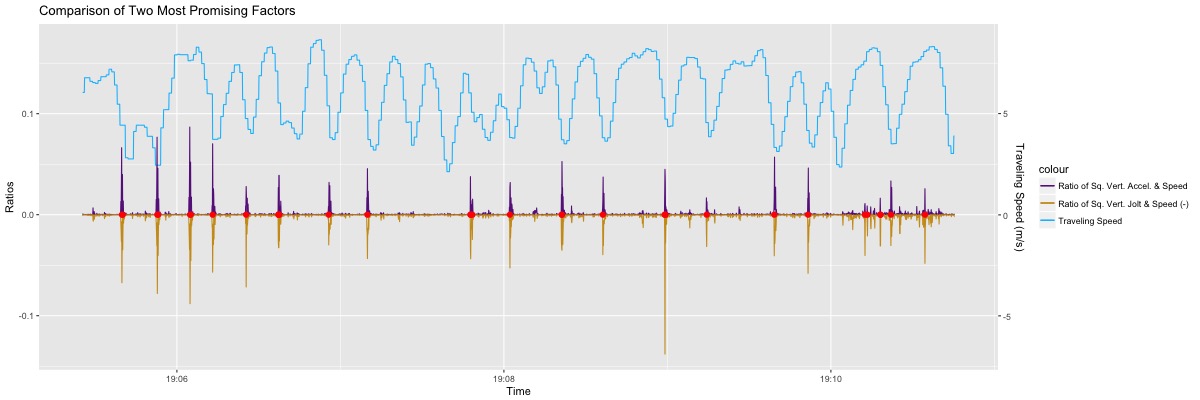 Comparison of Two Most Promising Factors
0.1
0.0
-0.1
Ratios
5
0
-5
Traveling Speed (m/s)
19:06
19:08
19:10
Time
colour
Ratio of Sq. Vert. Accel. & Speed
Ratio of Sq. Vert. Jolt & Speed (-)
Traveling Speed